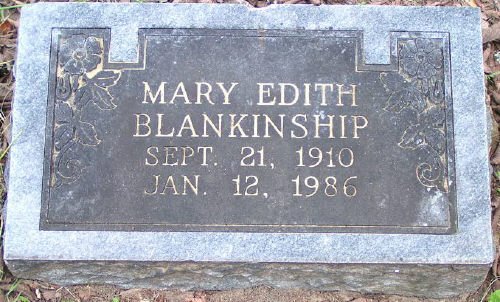 MARY EDITH
BLANKINSHIP
SEPT. 21, 1910
JAN. 12, 1986